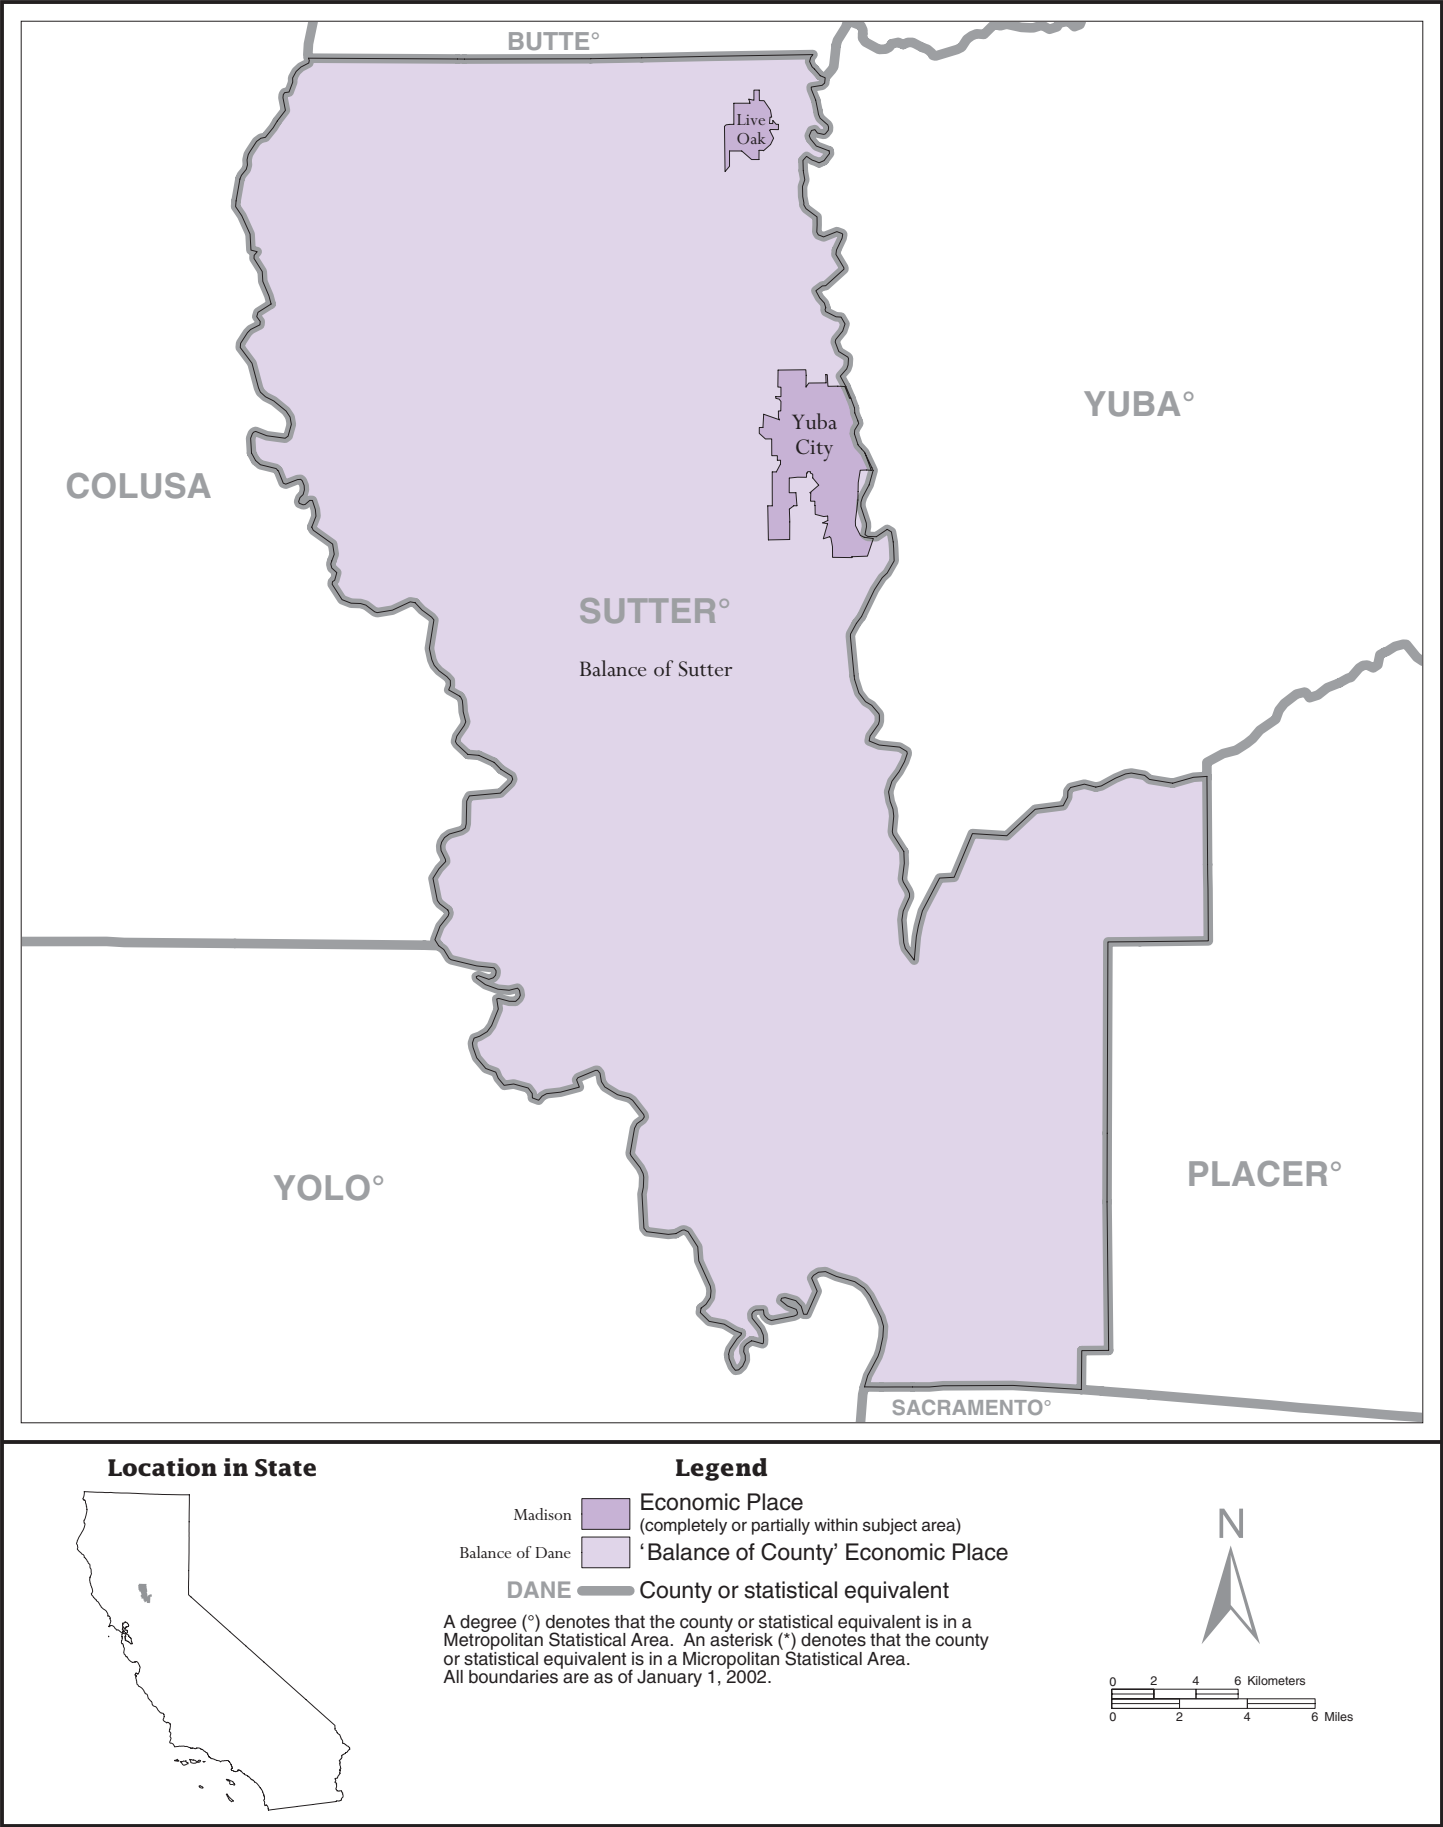 BUTTE°
Live
Oak
YUBA°
Yuba
City
COLUSA
SUTTER°
Balance of Sutter
YOLO°
PLACER°
SACRAMENTO°
Location in State
Legend
Madison
Economic Place
(completely or partially within subject area)
Balance of Dane
‘Balance of County’ Economic Place
DANE
County or statistical equivalent
A degree (°) denotes that the county or statistical equivalent is in a
Metropolitan Statistical Area.  An asterisk (*) denotes that the county
or statistical equivalent is in a Micropolitan Statistical Area.
All boundaries are as of January 1, 2002.
N
0 2 4 6 Kilometers
0 2 4 6 Miles